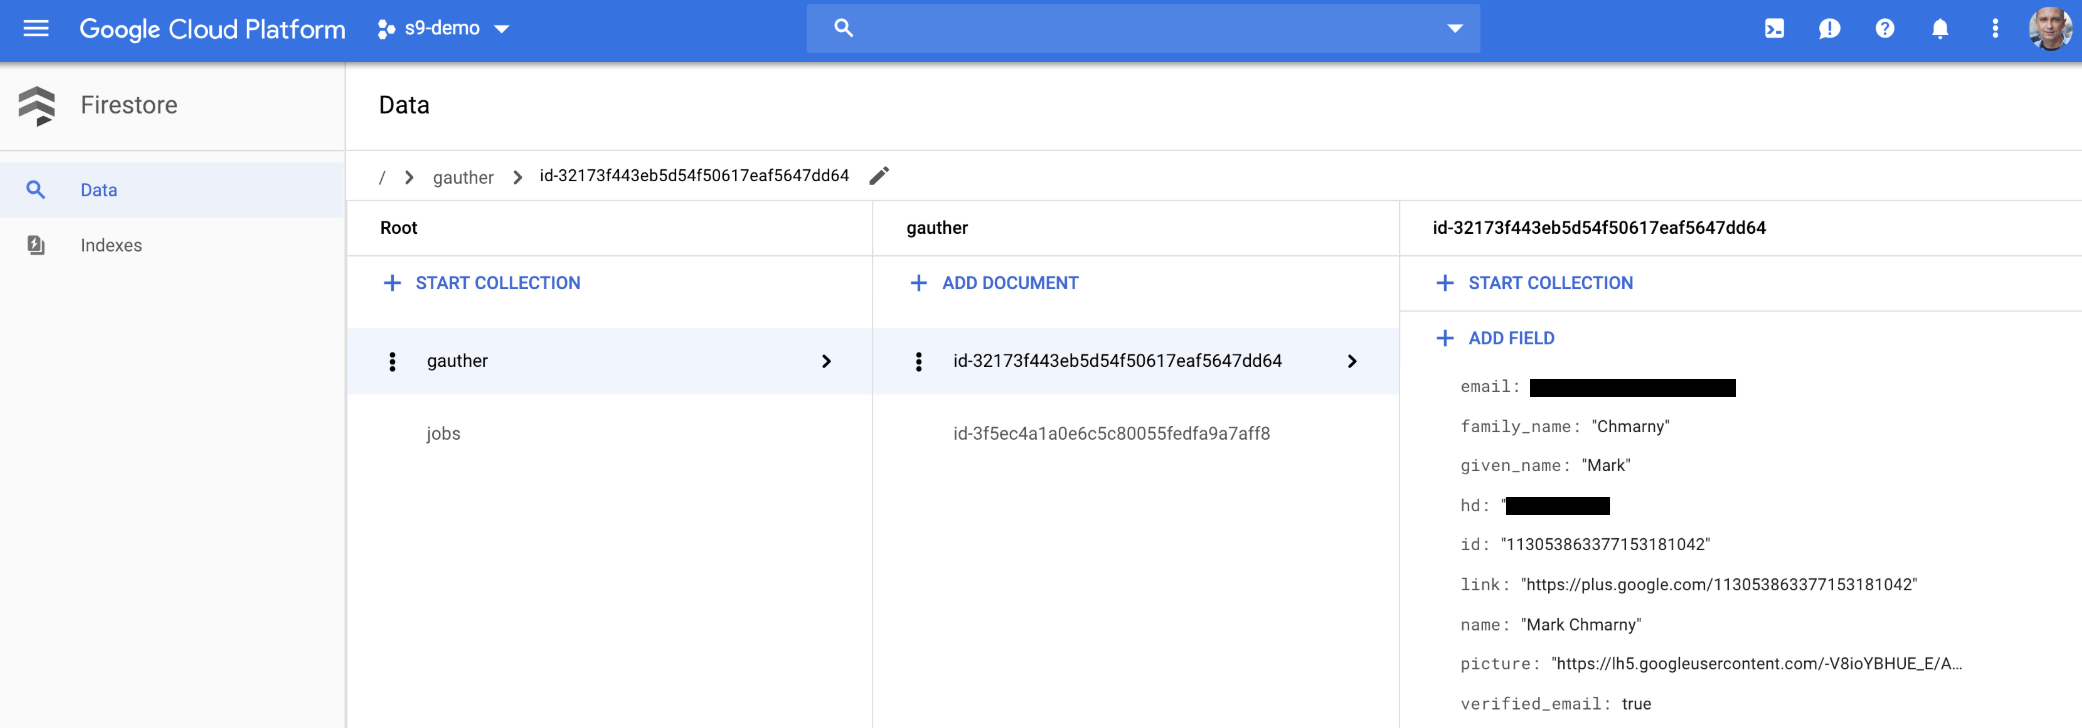 Google Cloud Platform s9-demo
Firestore
Data
Indexes
Data
/ > gauther > id-32173f443eb5d54f50617eaf5647dd64
Root
START COLLECTION
gauther
jobs
gauther
ADD DOCUMENT
id-32173f443eb5d54f50617eaf5647dd64
id-3f5ec4a1a0e6c5c80055fedfa9a7aff8
id-32173f443eb5d54f50617eaf5647dd64
START COLLECTION
ADD FIELD
email:
family_name: "Chmarny"
given_name: "Mark"
hd: "
id: "113053863377153181042"
link: "https://plus.google.com/113053863377153181042"
name: "Mark Chmarny"
picture: "https://lh5.googleusercontent.com/-V8ioYBHUE_E/A...
verified_email: true